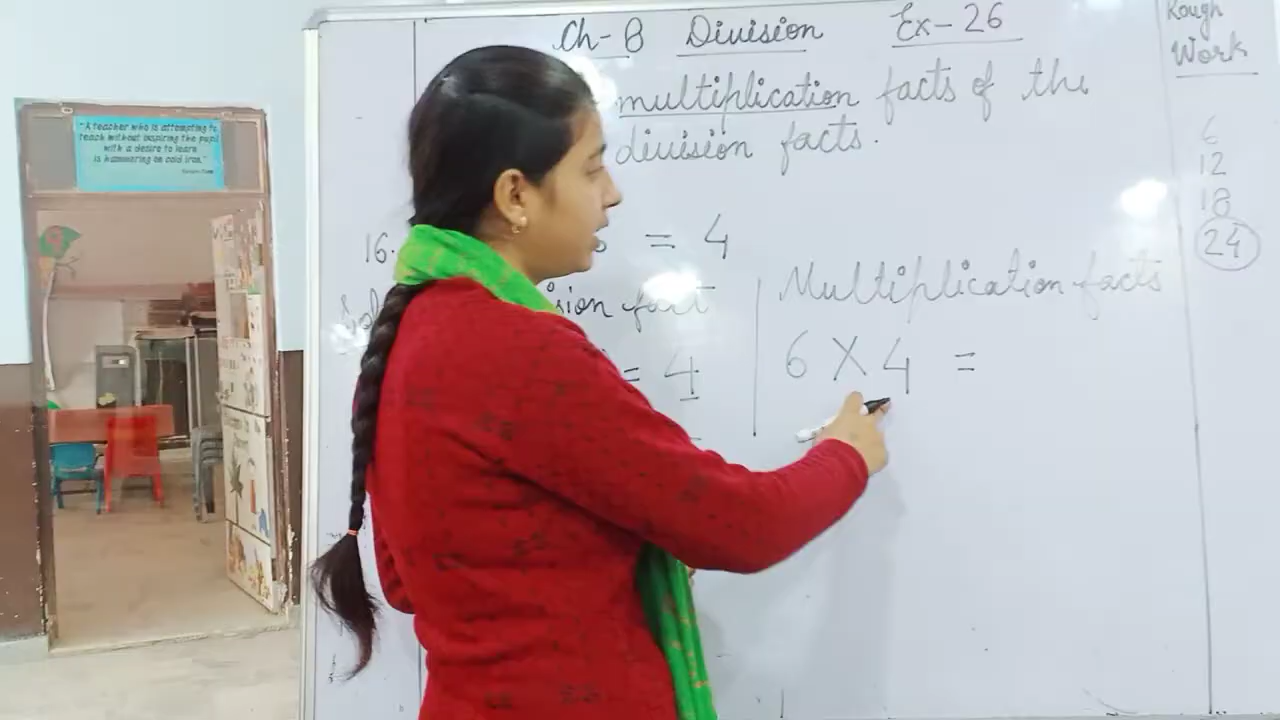 Ch-8 Division Ex-26
multiplication facts of the
division facts.
16. = 4
sion fact
= 4
Multiplication facts
6 X 4 =
Rough
Work
6
12
18
24
"A teacher who is attempting to
teach without inspiring the pupil
with a desire to learn
is hammering on cold iron."